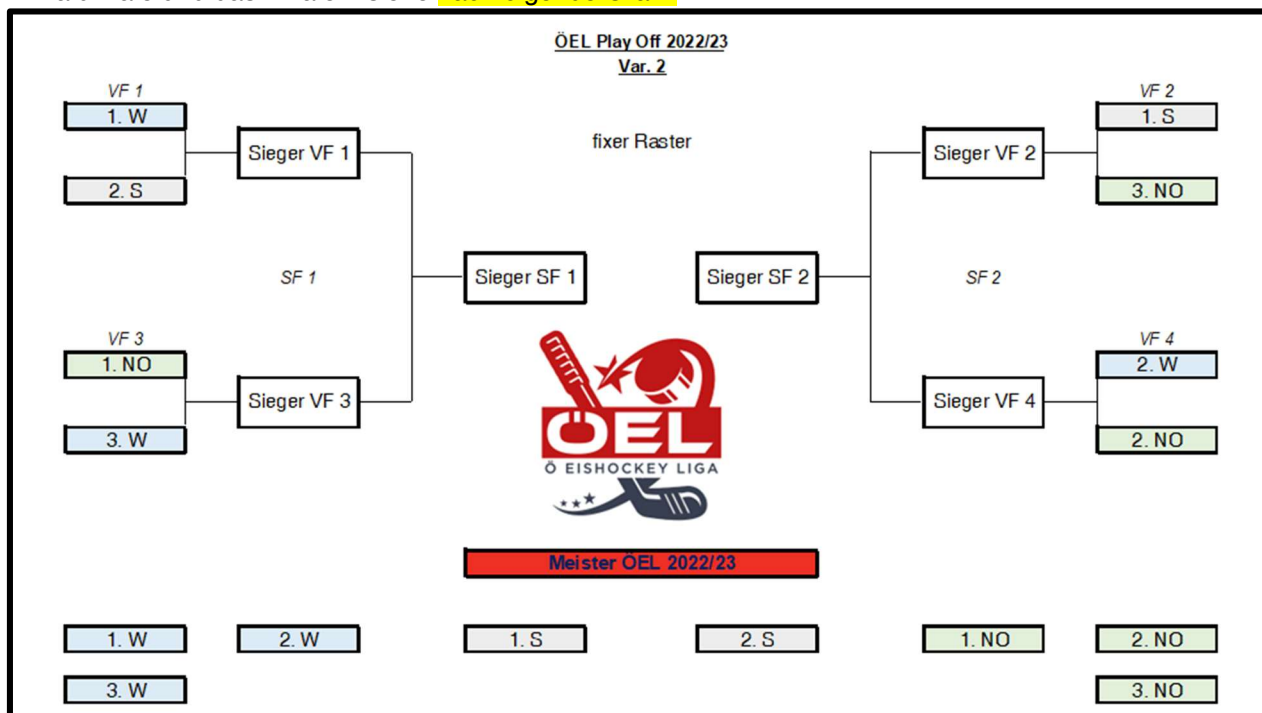 ÖEL Play Off 2022/23
Var. 2
VF 1
VF 2
1. W
1. S
fixer Raster
Sieger VF 1
Sieger VF 2
2. S
3. NO
SF 1
Sieger SF 1
Sieger SF 2
SF 2
VF 3
VF 4
1. NO
2. W
Sieger VF 3
Sieger VF 4
3. W
2. NO
ÖEL
Ö EISHOCKEY LIGA
Meister ÖEL 2022/23
1. W
2. W
1. S
2. S
1. NO
2. NO
3. W
3. NO